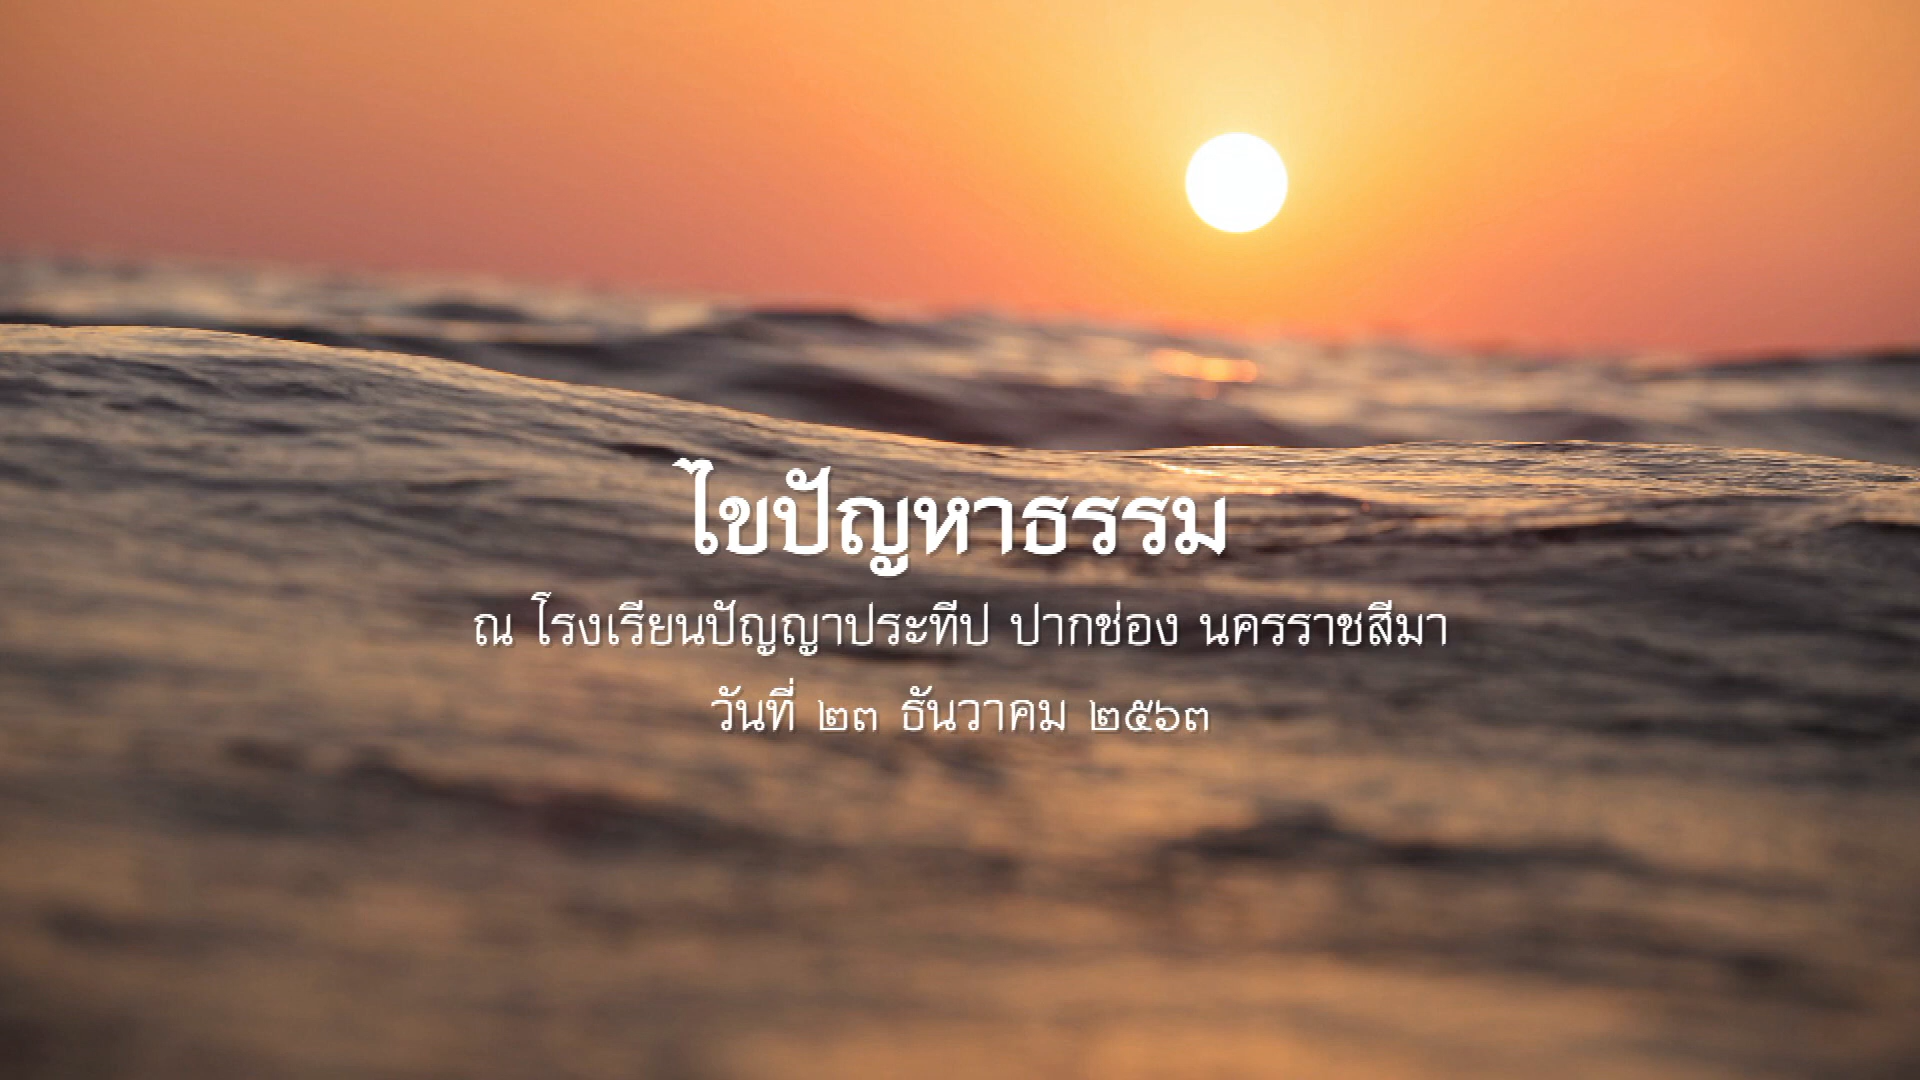 ไขปัญหาธรรม
ณ โรงเรียนปัญญาประทีป ปากช่อง นครราชสีมา
วันที่ ๒๓ ธันวาคม ๒๕๖๓